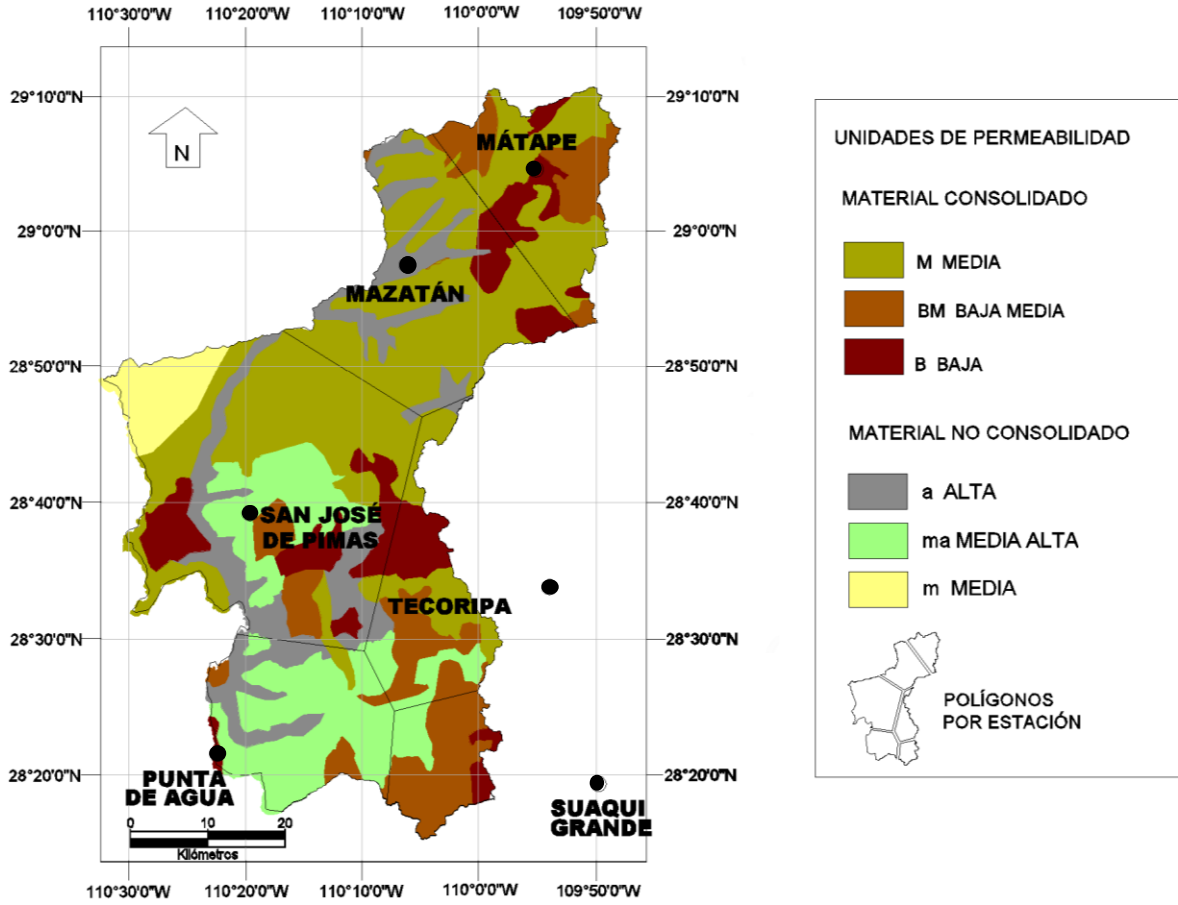 110°30'0"W 110°20'0"W 110°10'0"W 110°0'0"W 109°50'0"W
29°10'0"N 29°10'0"N
N
MÁTAPE
29°0'0"N 29°0'0"N
MAZATÁN
28°50'0"N 28°50'0"N
28°40'0"N 28°40'0"N
SAN JOSÉ
DE PIMAS
TECORIPA
28°30'0"N 28°30'0"N
28°20'0"N 28°20'0"N
PUNTA
DE AGUA
SUAQUI
GRANDE
0 10 20
Kilómetros
110°30'0"W 110°20'0"W 110°10'0"W 110°0'0"W 109°50'0"W
UNIDADES DE PERMEABILIDAD
MATERIAL CONSOLIDADO
M MEDIA
BM BAJA MEDIA
B BAJA
MATERIAL NO CONSOLIDADO
a ALTA
ma MEDIA ALTA
m MEDIA
POLÍGONOS
POR ESTACIÓN